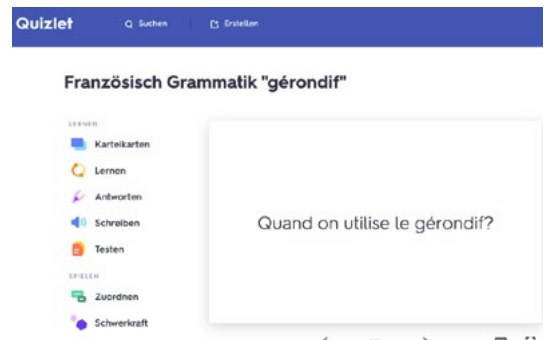 Quizlet
Suchen
Erstellen
Französisch Grammatik "gérondif"
LERNEN
Karteikarten
Lernen
Antworten
Schreiben
Testen
Quand on utilise le gérondif?
SPIELEN
Zuordnen
Schwerkraft